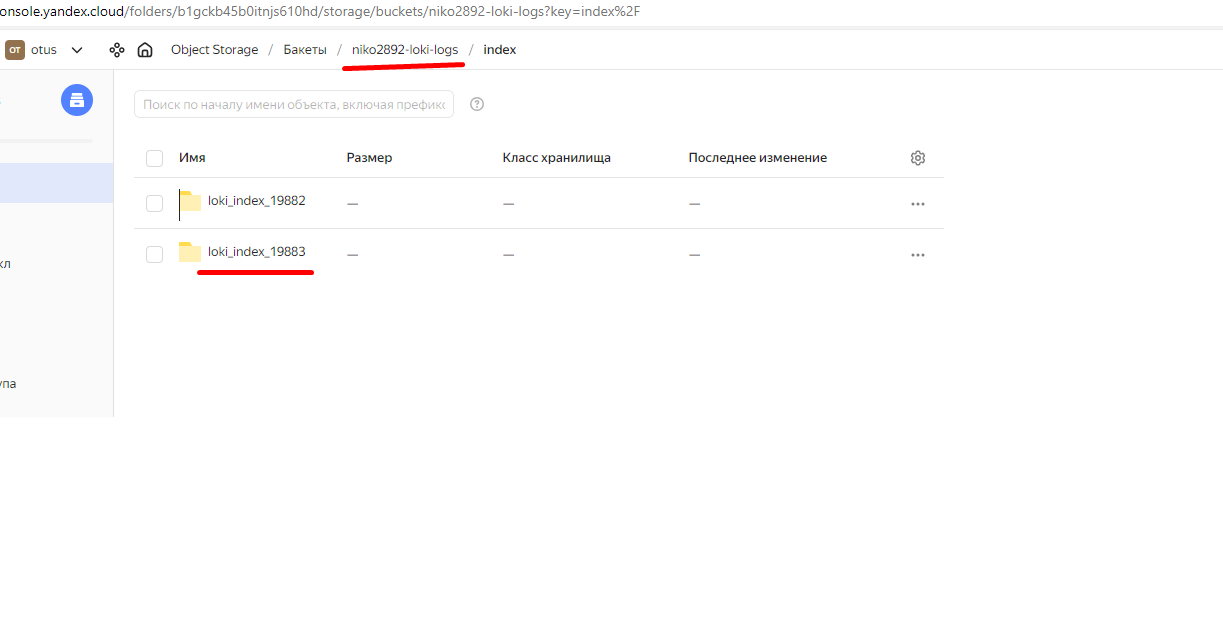 onsole.yandex.cloud/folders/b1gckb45b0itnjs610hd/storage/buckets/niko2892-loki-logs?key=index%2F
от otus Object Storage / Бакеты / niko2892-loki-logs / index
Поиск по началу имени объекта, включая префикс
Имя Размер Класс хранилища Последнее изменение
loki_index_19882 — — —
loki_index_19883 — — —
кл
упа